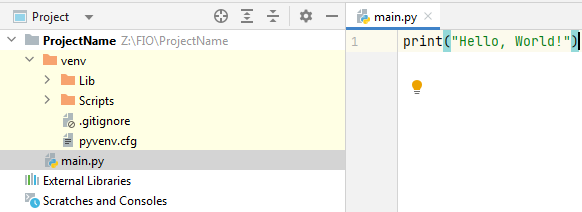 Project
main.py
ProjectName Z:\FIO\ProjectName
venv
Lib
Scripts
.gitignore
pyvenv.cfg
main.py
External Libraries
Scratches and Consoles
1 print("Hello, World!")